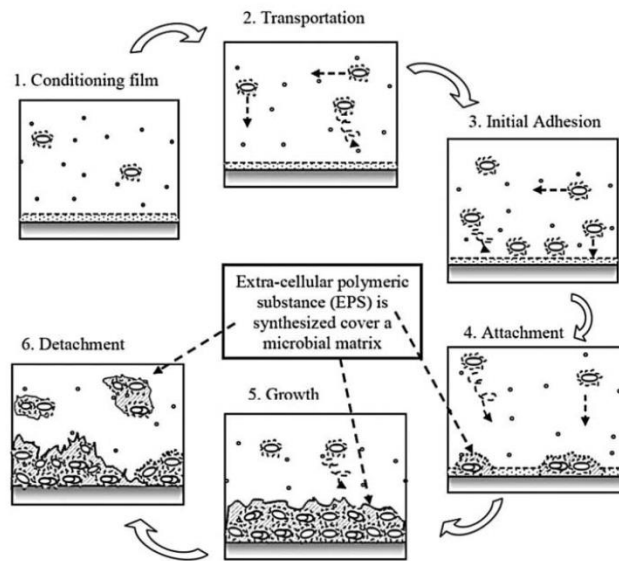 1. Conditioning film
2. Transportation
3. Initial Adhesion
Extra-cellular polymeric
substance (EPS) is
synthesized cover a
microbial matrix
4. Attachment
5. Growth
6. Detachment